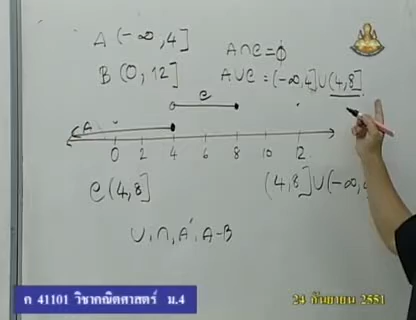 A (-∞, 4]
A∩C = ϕ
B (0, 12]
A∪C = (-∞, 4]∪(4, 8]
C
A
0 2 4 6 8 10 12
C (4, 8]
(4, 8]∪(-∞,
∪, ∩, A', A-B
ค 41101 วิชาคณิตศาสตร์ ม.4
24 กันยายน 2551